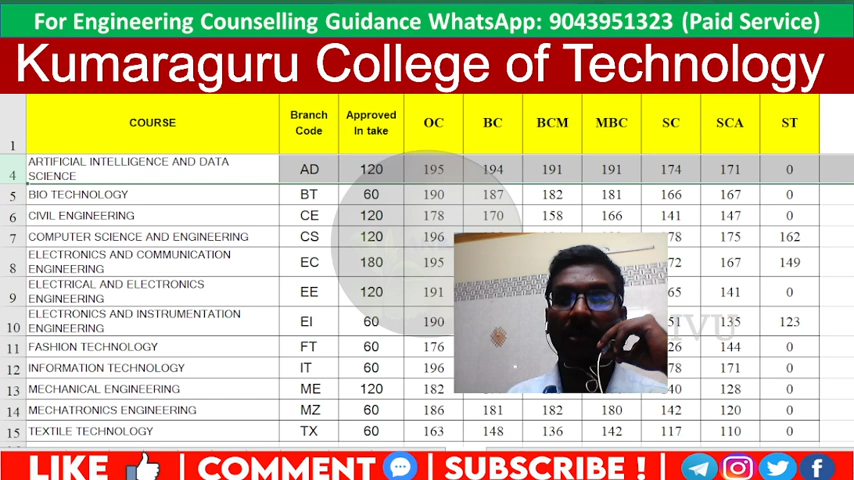 For Engineering Counselling Guidance WhatsApp: 9043951323 (Paid Service)
Kumaraguru College of Technology
1 COURSE Branch Code Approved In take OC BC BCM MBC SC SCA ST
4 ARTIFICIAL INTELLIGENCE AND DATA SCIENCE AD 120 195 194 191 191 174 171 0
5 BIO TECHNOLOGY BT 60 190 187 182 181 166 167 0
6 CIVIL ENGINEERING CE 120 178 170 158 166 141 147 0
7 COMPUTER SCIENCE AND ENGINEERING CS 120 196 78 175 162
8 ELECTRONICS AND COMMUNICATION ENGINEERING EC 180 195 72 167 149
9 ELECTRICAL AND ELECTRONICS ENGINEERING EE 120 191 65 141 0
10 ELECTRONICS AND INSTRUMENTATION ENGINEERING EI 60 190 51 135 123
11 FASHION TECHNOLOGY FT 60 176 26 144 0
12 INFORMATION TECHNOLOGY IT 60 196 78 171 0
13 MECHANICAL ENGINEERING ME 120 182 40 128 0
14 MECHATRONICS ENGINEERING MZ 60 186 181 182 180 142 120 0
15 TEXTILE TECHNOLOGY TX 60 163 148 136 142 117 110 0
LIKE | COMMENT | SUBSCRIBE ! |